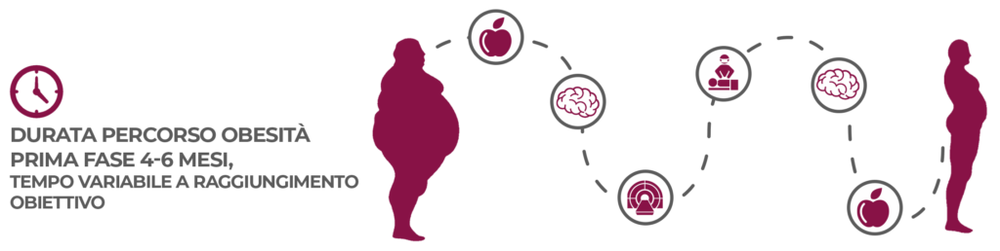 DURATA PERCORSO OBESITÀ
PRIMA FASE 4-6 MESI,
TEMPO VARIABILE A RAGGIUNGIMENTO
OBIETTIVO